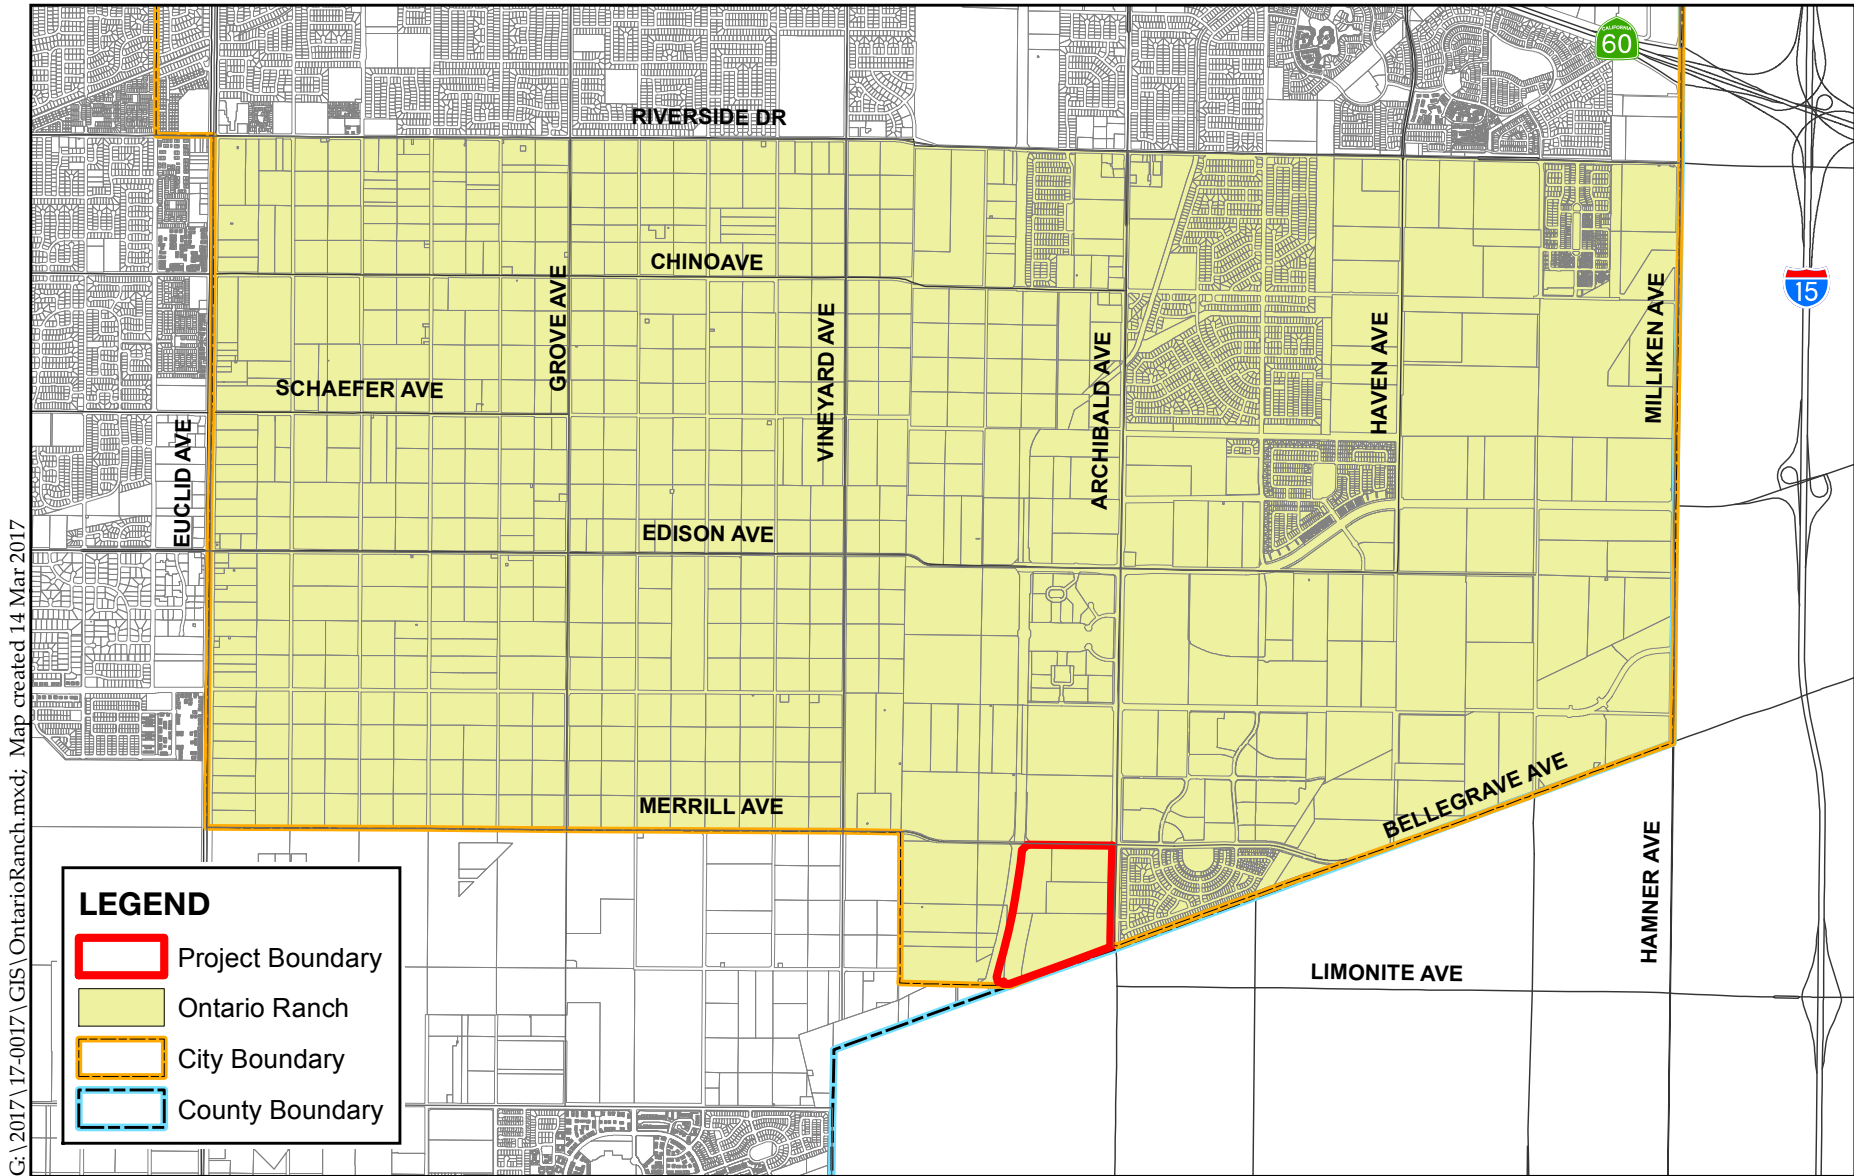 CALIFORNIA
60
RIVERSIDE DR
CHINOAVE
GROVE AVE
VINEYARD AVE
ARCHIBALD AVE
HAVEN AVE
MILLIKEN AVE
15
SCHAEFER AVE
EUCLID AVE
EDISON AVE
MERRILL AVE
BELLEGRAVE AVE
HAMNER AVE
LIMONITE AVE
LEGEND
Project Boundary
Ontario Ranch
City Boundary
County Boundary
G:\2017\17-0017\GIS\OntarioRanch.mxd; Map created 14 Mar 2017